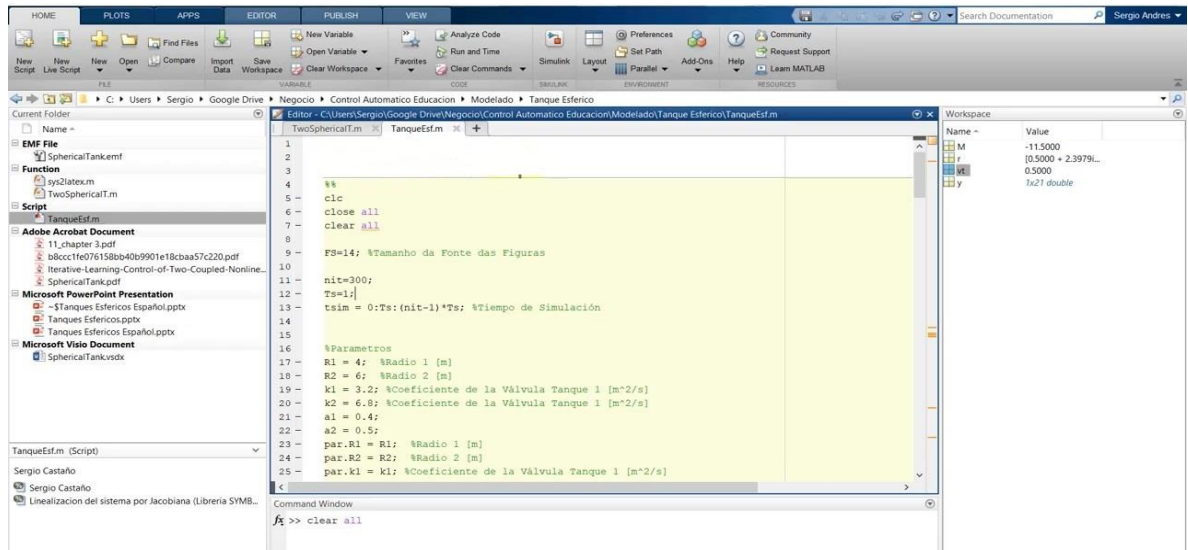 HOME PLOTS APPS EDITOR PUBLISH VIEW
Search Documentation
Sergio Andres
New Script
New Live Script
New
Open
Find Files
Compare
Import Data
Save Workspace
New Variable
Open Variable
Clear Workspace
Favorites
Analyze Code
Run and Time
Clear Commands
Simulink
Layout
Preferences
Set Path
Parallel
Add-Ons
Help
Community
Request Support
Learn MATLAB
FILE VARIABLE CODE SIMULINK ENVIRONMENT RESOURCES
C: Users Sergio Google Drive Negocio Control Automatico Educacion Modelado Tanque Esferico
Current Folder
Name
EMF File
SphericalTank.emf
Function
sys2latex.m
TwoSphericalT.m
Script
TanqueEsf.m
Adobe Acrobat Document
11_chapter 3.pdf
b8ccc1fe076158bb40b9901e18cbaa57c220.pdf
Iterative-Learning-Control-of-Two-Coupled-Nonline...
SphericalTank.pdf
Microsoft PowerPoint Presentation
~$Tanques Esfericos Español.pptx
Tanques Esfericos.pptx
Tanques Esfericos Español.pptx
Microsoft Visio Document
SphericalTank.vsdx
TanqueEsf.m (Script)
Sergio Castaño
Sergio Castaño
Linealizacion del sistema por Jacobiana (Libreria SYMB...
Editor - C:\Users\Sergio\Google Drive\Negocio\Control Automatico Educacion\Modelado\Tanque Esferico\TanqueEsf.m
TwoSphericalT.m TanqueEsf.m +
1
2
3
4 %%
5 - clc
6 - close all
7 - clear all
8
9 - FS=14; %Tamanho da Fonte das Figuras
10
11 - nit=300;
12 - Ts=1;
13 - tsim = 0:Ts:(nit-1)*Ts; %Tiempo de Simulación
14
15
16 %Parametros
17 - R1 = 4; %Radio 1 [m]
18 - R2 = 6; %Radio 2 [m]
19 - k1 = 3.2; %Coeficiente de la Válvula Tanque 1 [m^2/s]
20 - k2 = 6.8; %Coeficiente de la Válvula Tanque 1 [m^2/s]
21 - a1 = 0.4;
22 - a2 = 0.5;
23 - par.R1 = R1; %Radio 1 [m]
24 - par.R2 = R2; %Radio 2 [m]
25 - par.k1 = k1; %Coeficiente de la Válvula Tanque 1 [m^2/s]
Command Window
fx >> clear all
Workspace
Name Value
M -11.5000
r [0.5000 + 2.3979i...
vt 0.5000
y 1x21 double